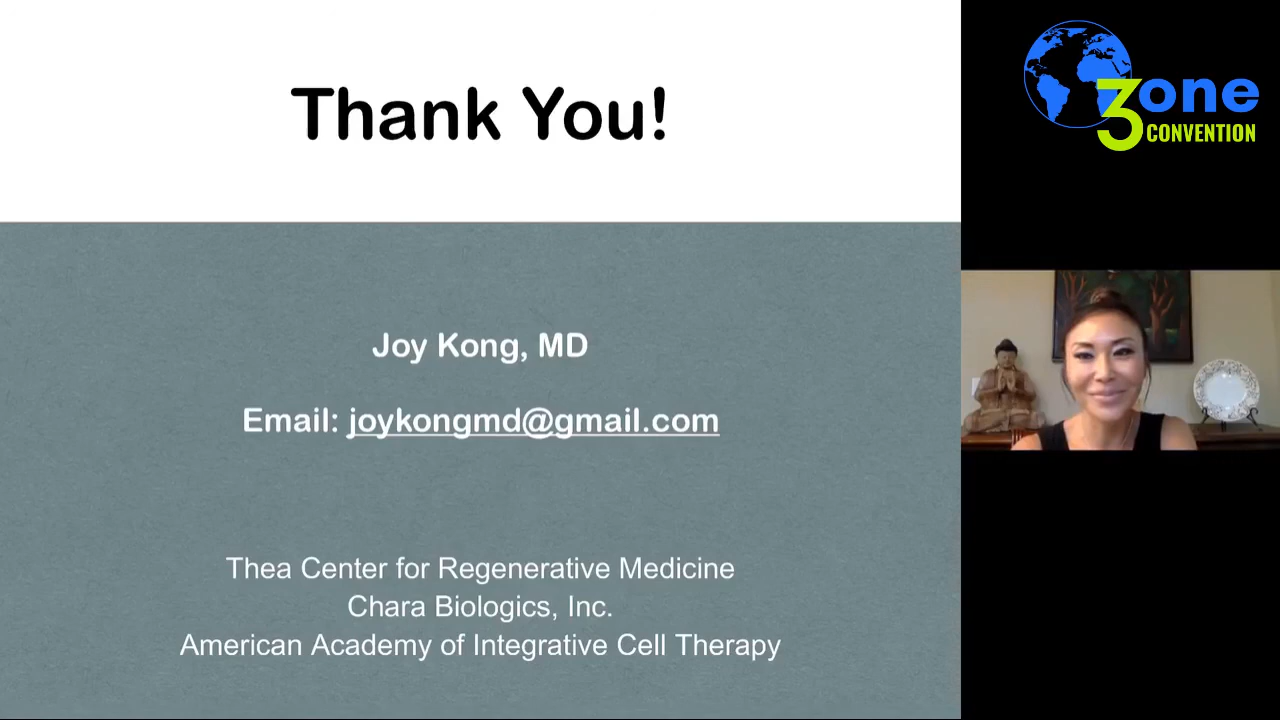 Thank You!
Joy Kong, MD
Email: joykongmd@gmail.com
Thea Center for Regenerative Medicine
Chara Biologics, Inc.
American Academy of Integrative Cell Therapy
3one
CONVENTION